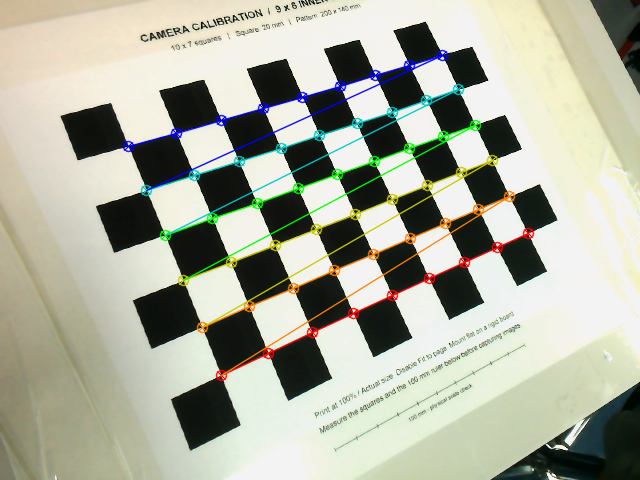 CAMERA CALIBRATION / 9 x 6 INNER
10 x 7 squares | Square 20 mm | Pattern 200 x 140 mm
Print at 100% / Actual size. Disable Fit to page. Mount flat on a rigid board.
Measure the squares and the 100 mm ruler below before capturing images.
100 mm - physical scale check